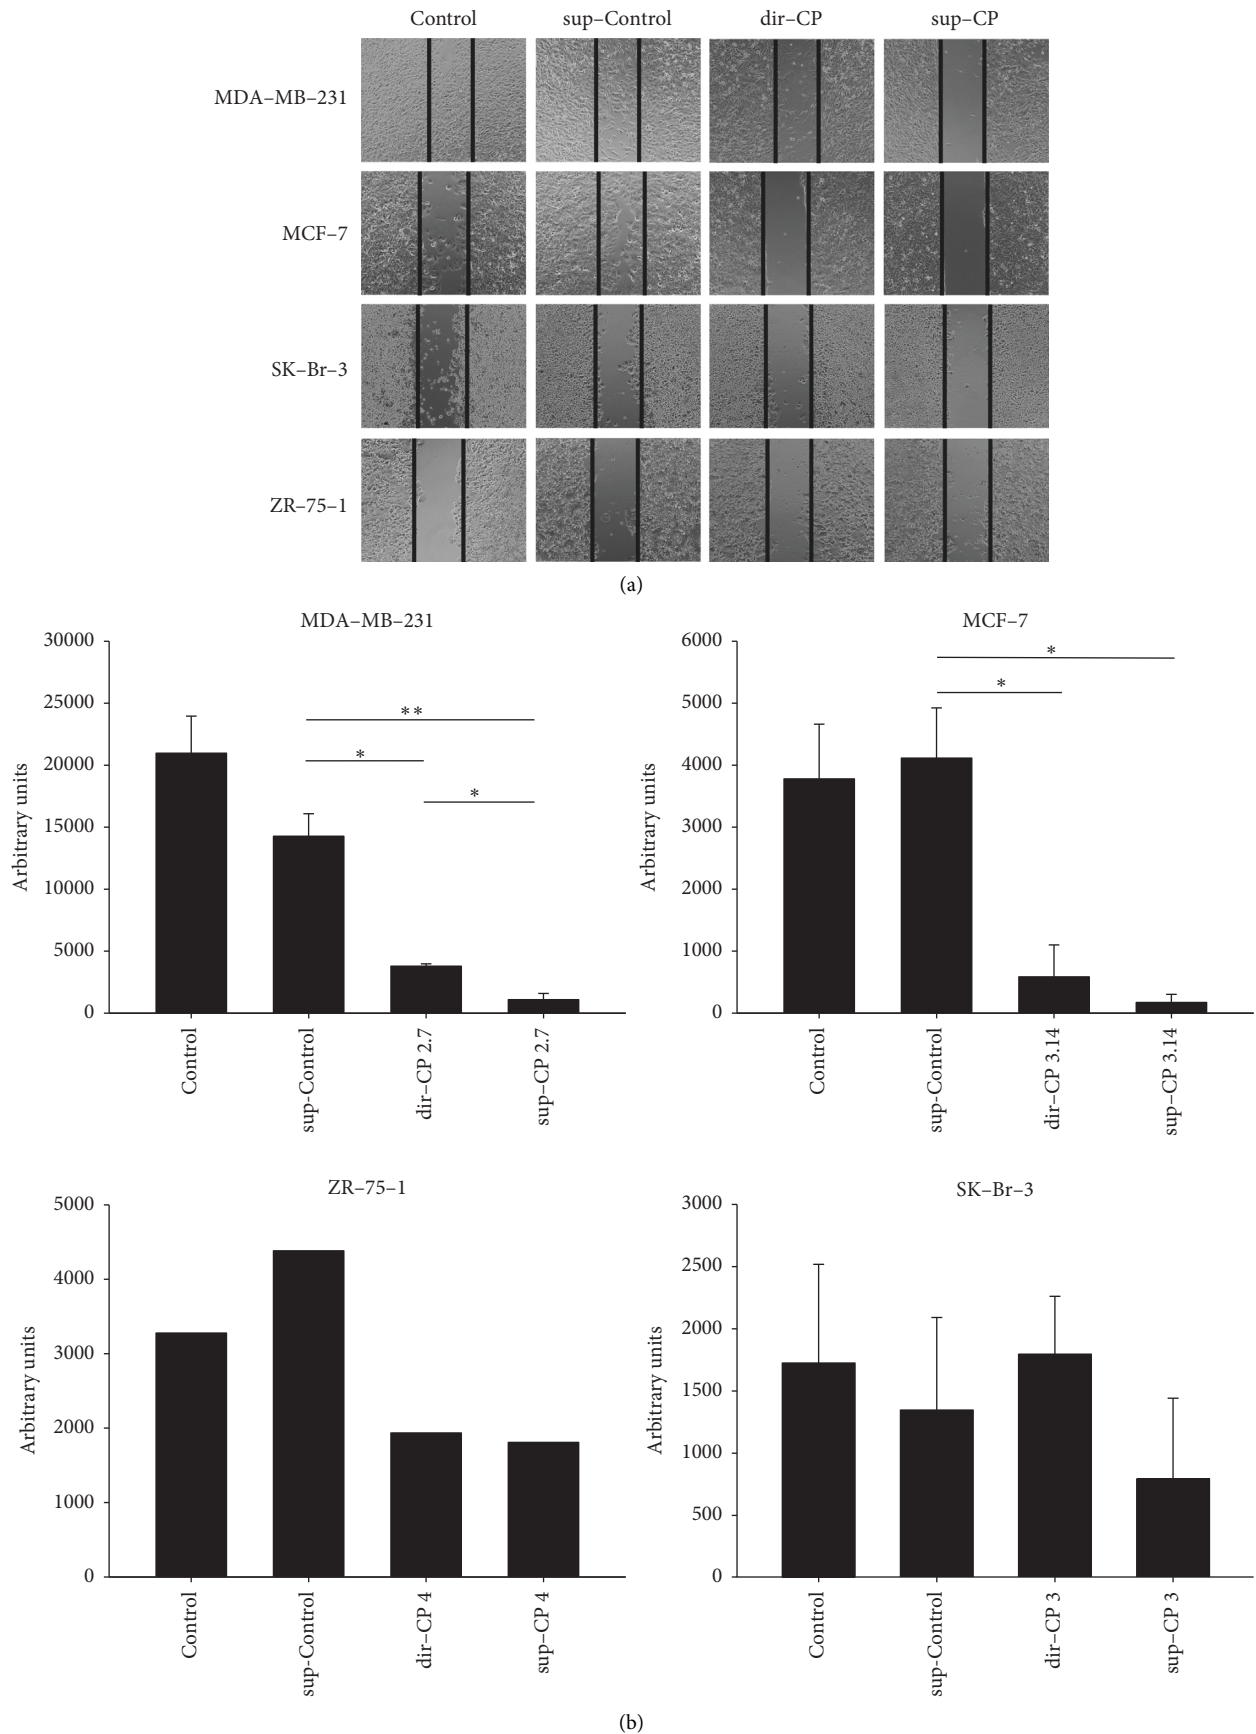 Control sup–Control dir–CP sup–CP
MDA–MB–231
MCF–7
SK–Br–3
ZR–75–1
(a)
MDA–MB–231
30000
25000
20000
15000
10000
5000
0
Arbitrary units
**
*
*
Control
sup-Control
dir–CP 2.7
sup–CP 2.7
MCF–7
6000
5000
4000
3000
2000
1000
0
Arbitrary units
*
*
Control
sup-Control
dir–CP 3.14
sup–CP 3.14
ZR–75–1
5000
4000
3000
2000
1000
0
Arbitrary units
Control
sup-Control
dir–CP 4
sup–CP 4
SK–Br–3
3000
2500
2000
1500
1000
500
0
Arbitrary units
Control
sup-Control
dir–CP 3
sup–CP 3
(b)